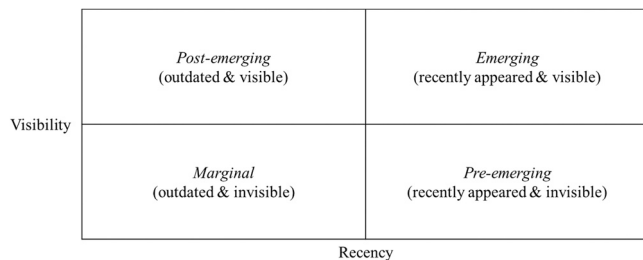 Post-emerging
(outdated & visible)
Emerging
(recently appeared & visible)
Visibility
Marginal
(outdated & invisible)
Pre-emerging
(recently appeared & invisible)
Recency